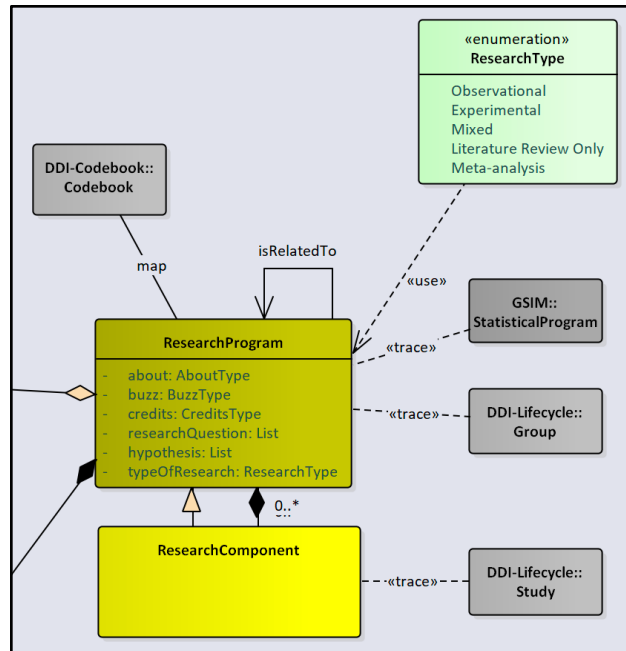 «enumeration»
ResearchType
Observational
Experimental
Mixed
Literature Review Only
Meta-analysis
DDI-Codebook::
Codebook
map
isRelatedTo
«use»
GSIM::
StatisticalProgram
«trace»
ResearchProgram
- about: AboutType
- buzz: BuzzType
- credits: CreditsType
- researchQuestion: List
- hypothesis: List
- typeOfResearch: ResearchType
«trace»
DDI-Lifecycle::
Group
0..*
ResearchComponent
«trace»
DDI-Lifecycle::
Study